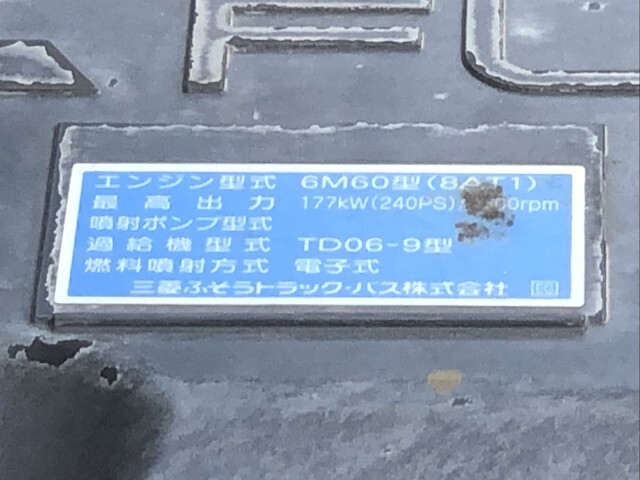 エンジン型式 6M60型(8AT1)
最高出力 177kW(240PS)/ 00rpm
噴射ポンプ型式
過給機型式 TD06-9型
燃料噴射方式 電子式
三菱ふそうトラック・バス株式会社